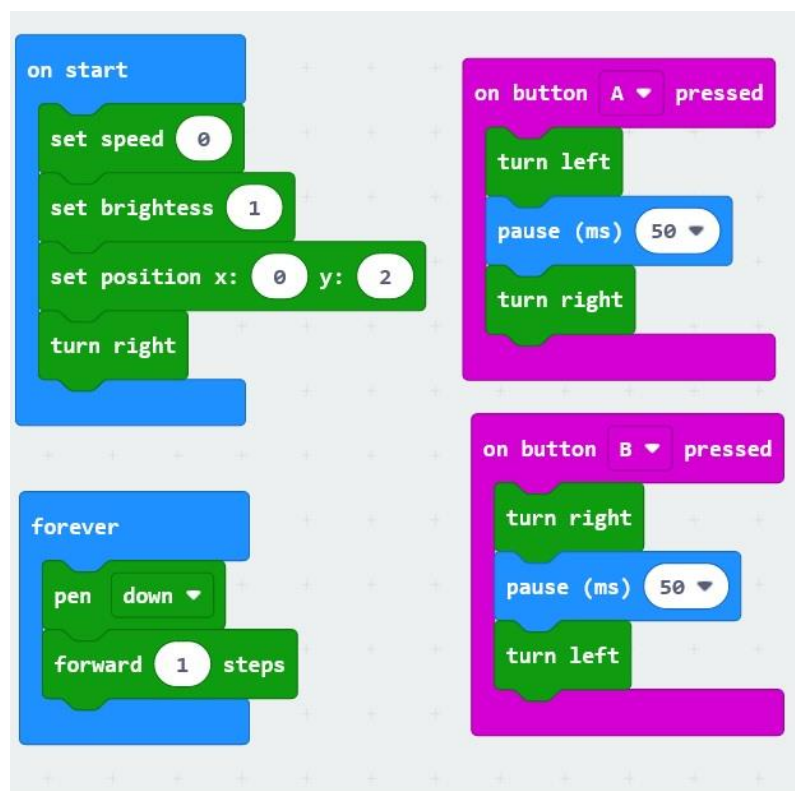 on start
set speed 0
set brightess 1
set position x: 0 y: 2
turn right
forever
pen down
forward 1 steps
on button A pressed
turn left
pause (ms) 50
turn right
on button B pressed
turn right
pause (ms) 50
turn left